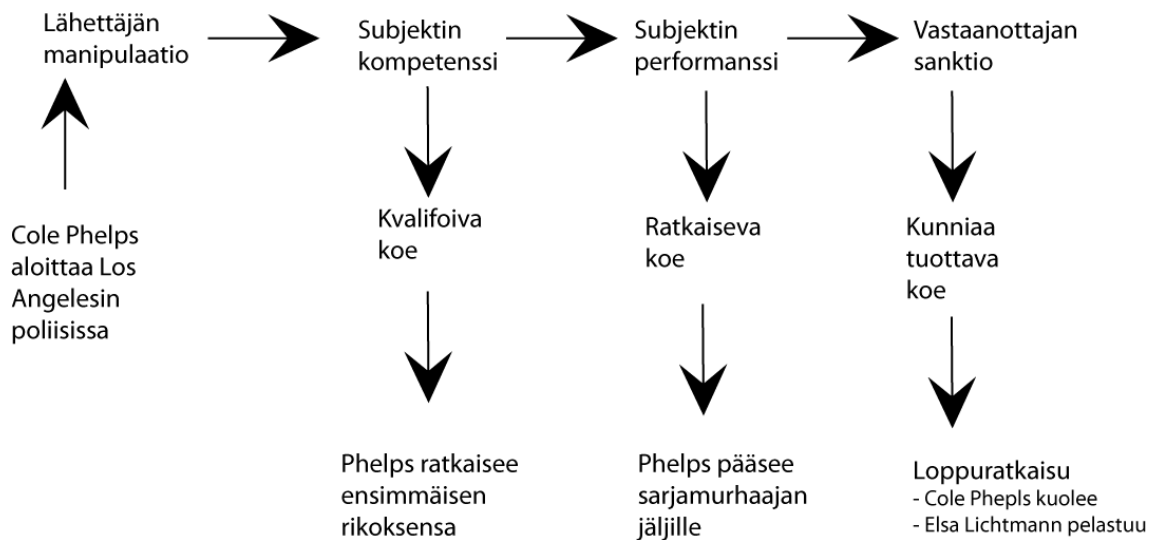 Lähettäjän
manipulaatio
Subjektin
kompetenssi
Subjektin
performanssi
Vastaanottajan
sanktio
Cole Phelps
aloittaa Los
Angelesin
poliisissa
Kvalifoiva
koe
Ratkaiseva
koe
Kunniaa
tuottava
koe
Phelps ratkaisee
ensimmäisen
rikoksensa
Phelps pääsee
sarjamurhaajan
jäljille
Loppuratkaisu
- Cole Phepls kuolee
- Elsa Lichtmann pelastuu